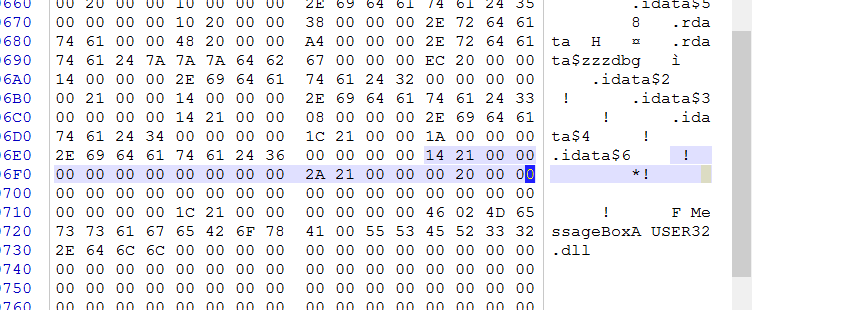 0660 00 20 00 00 10 00 00 00 2E 69 64 61 74 61 24 35 .idata$5
0670 00 00 00 00 10 20 00 00 38 00 00 00 2E 72 64 61 8 .rda
0680 74 61 00 00 48 20 00 00 A4 00 00 00 2E 72 64 61 ta H ¤ .rda
0690 74 61 24 7A 7A 7A 64 62 67 00 00 00 EC 20 00 00 ta$zzzdbg ì
06A0 14 00 00 00 2E 69 64 61 74 61 24 32 00 00 00 00 .idata$2
06B0 00 21 00 00 14 00 00 00 2E 69 64 61 74 61 24 33 ! .idata$3
06C0 00 00 00 00 14 21 00 00 08 00 00 00 2E 69 64 61 ! .ida
06D0 74 61 24 34 00 00 00 00 1C 21 00 00 1A 00 00 00 ta$4 !
06E0 2E 69 64 61 74 61 24 36 00 00 00 00 14 21 00 00 .idata$6 !
06F0 00 00 00 00 00 00 00 00 2A 21 00 00 00 20 00 00 *!
0700 00 00 00 00 00 00 00 00 00 00 00 00 00 00 00 00
0710 00 00 00 00 1C 21 00 00 00 00 00 00 46 02 4D 65 ! F Me
0720 73 73 61 67 65 42 6F 78 41 00 55 53 45 52 33 32 ssageBoxA USER32
0730 2E 64 6C 6C 00 00 00 00 00 00 00 00 00 00 00 00 .dll
0740 00 00 00 00 00 00 00 00 00 00 00 00 00 00 00 00
0750 00 00 00 00 00 00 00 00 00 00 00 00 00 00 00 00
0760 00 00 00 00 00 00 00 00 00 00 00 00 00 00 00 00